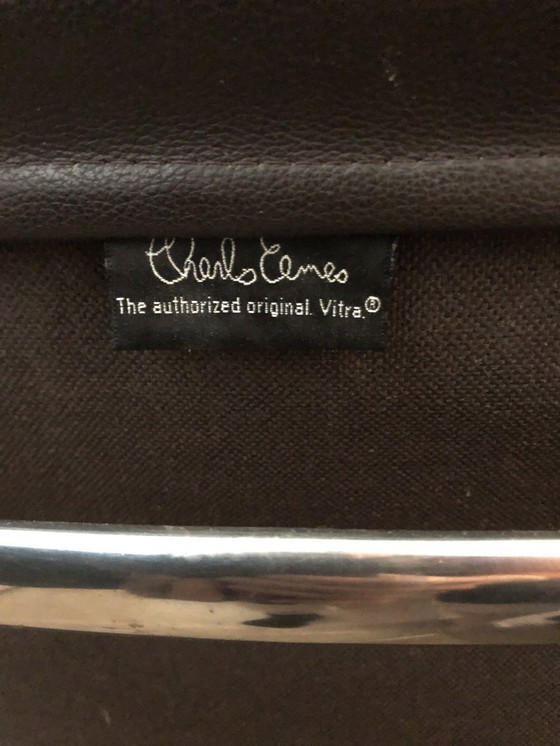 Charles Eames
The authorized original. Vitra.®